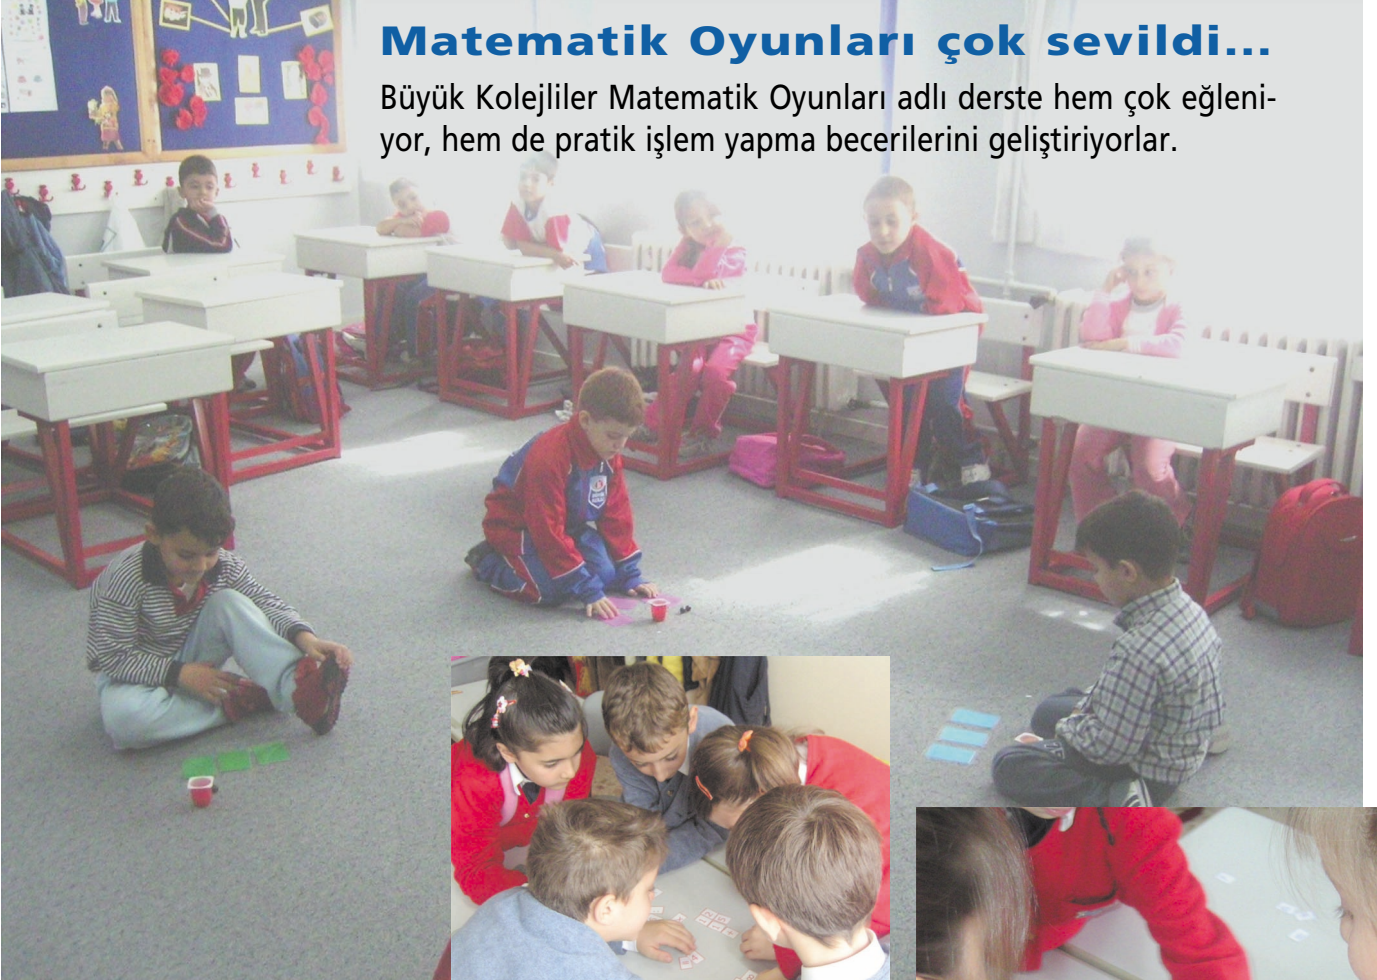 Matematik Oyunları çok sevildi...
Büyük Kolejliler Matematik Oyunları adlı derste hem çok eğleni-
yor, hem de pratik işlem yapma becerilerini geliştiriyorlar.